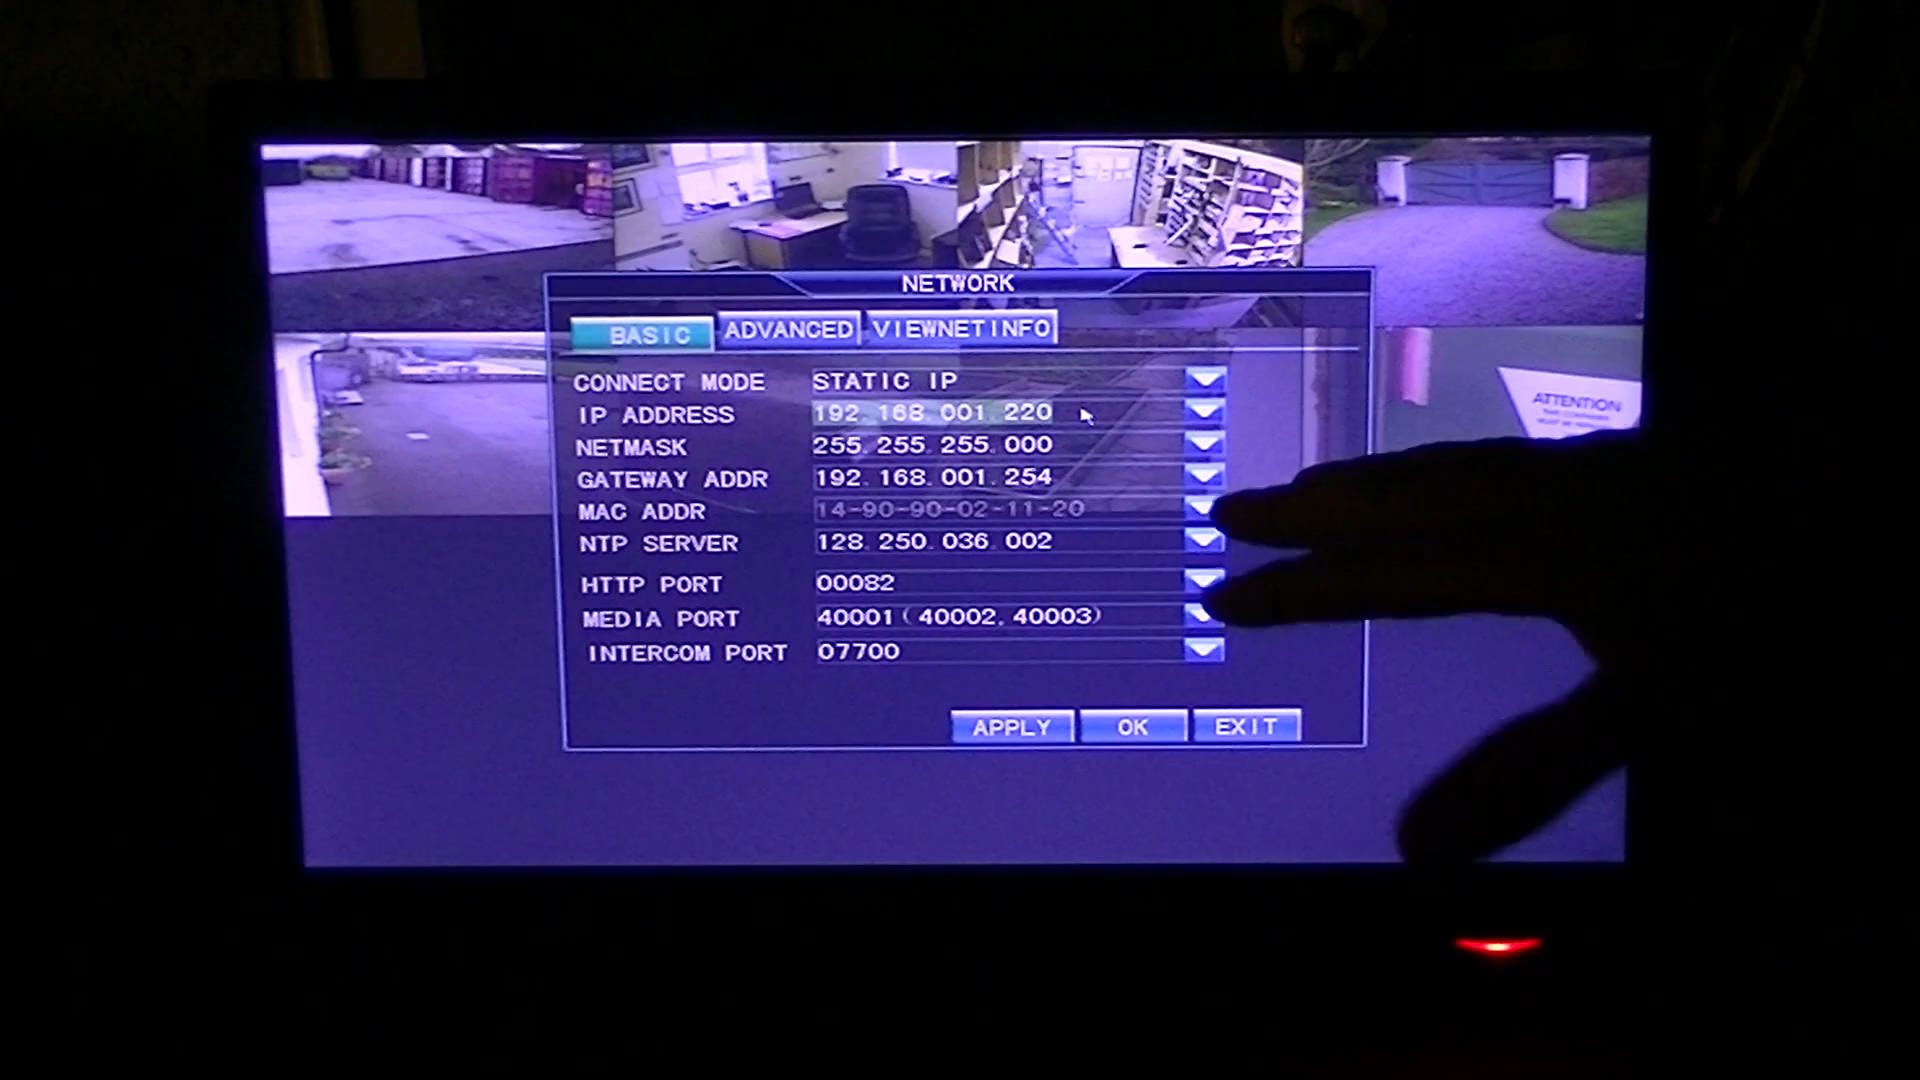 NETWORK
BASIC ADVANCED VIEWNETINFO
CONNECT MODE STATIC IP
IP ADDRESS 192.168.001.220
NETMASK 255.255.255.000
GATEWAY ADDR 192.168.001.254
MAC ADDR 14-90-90-02-11-20
NTP SERVER 128.250.036.002
HTTP PORT 00082
MEDIA PORT 40001(40002,40003)
INTERCOM PORT 07700
APPLY OK EXIT
ATTENTION